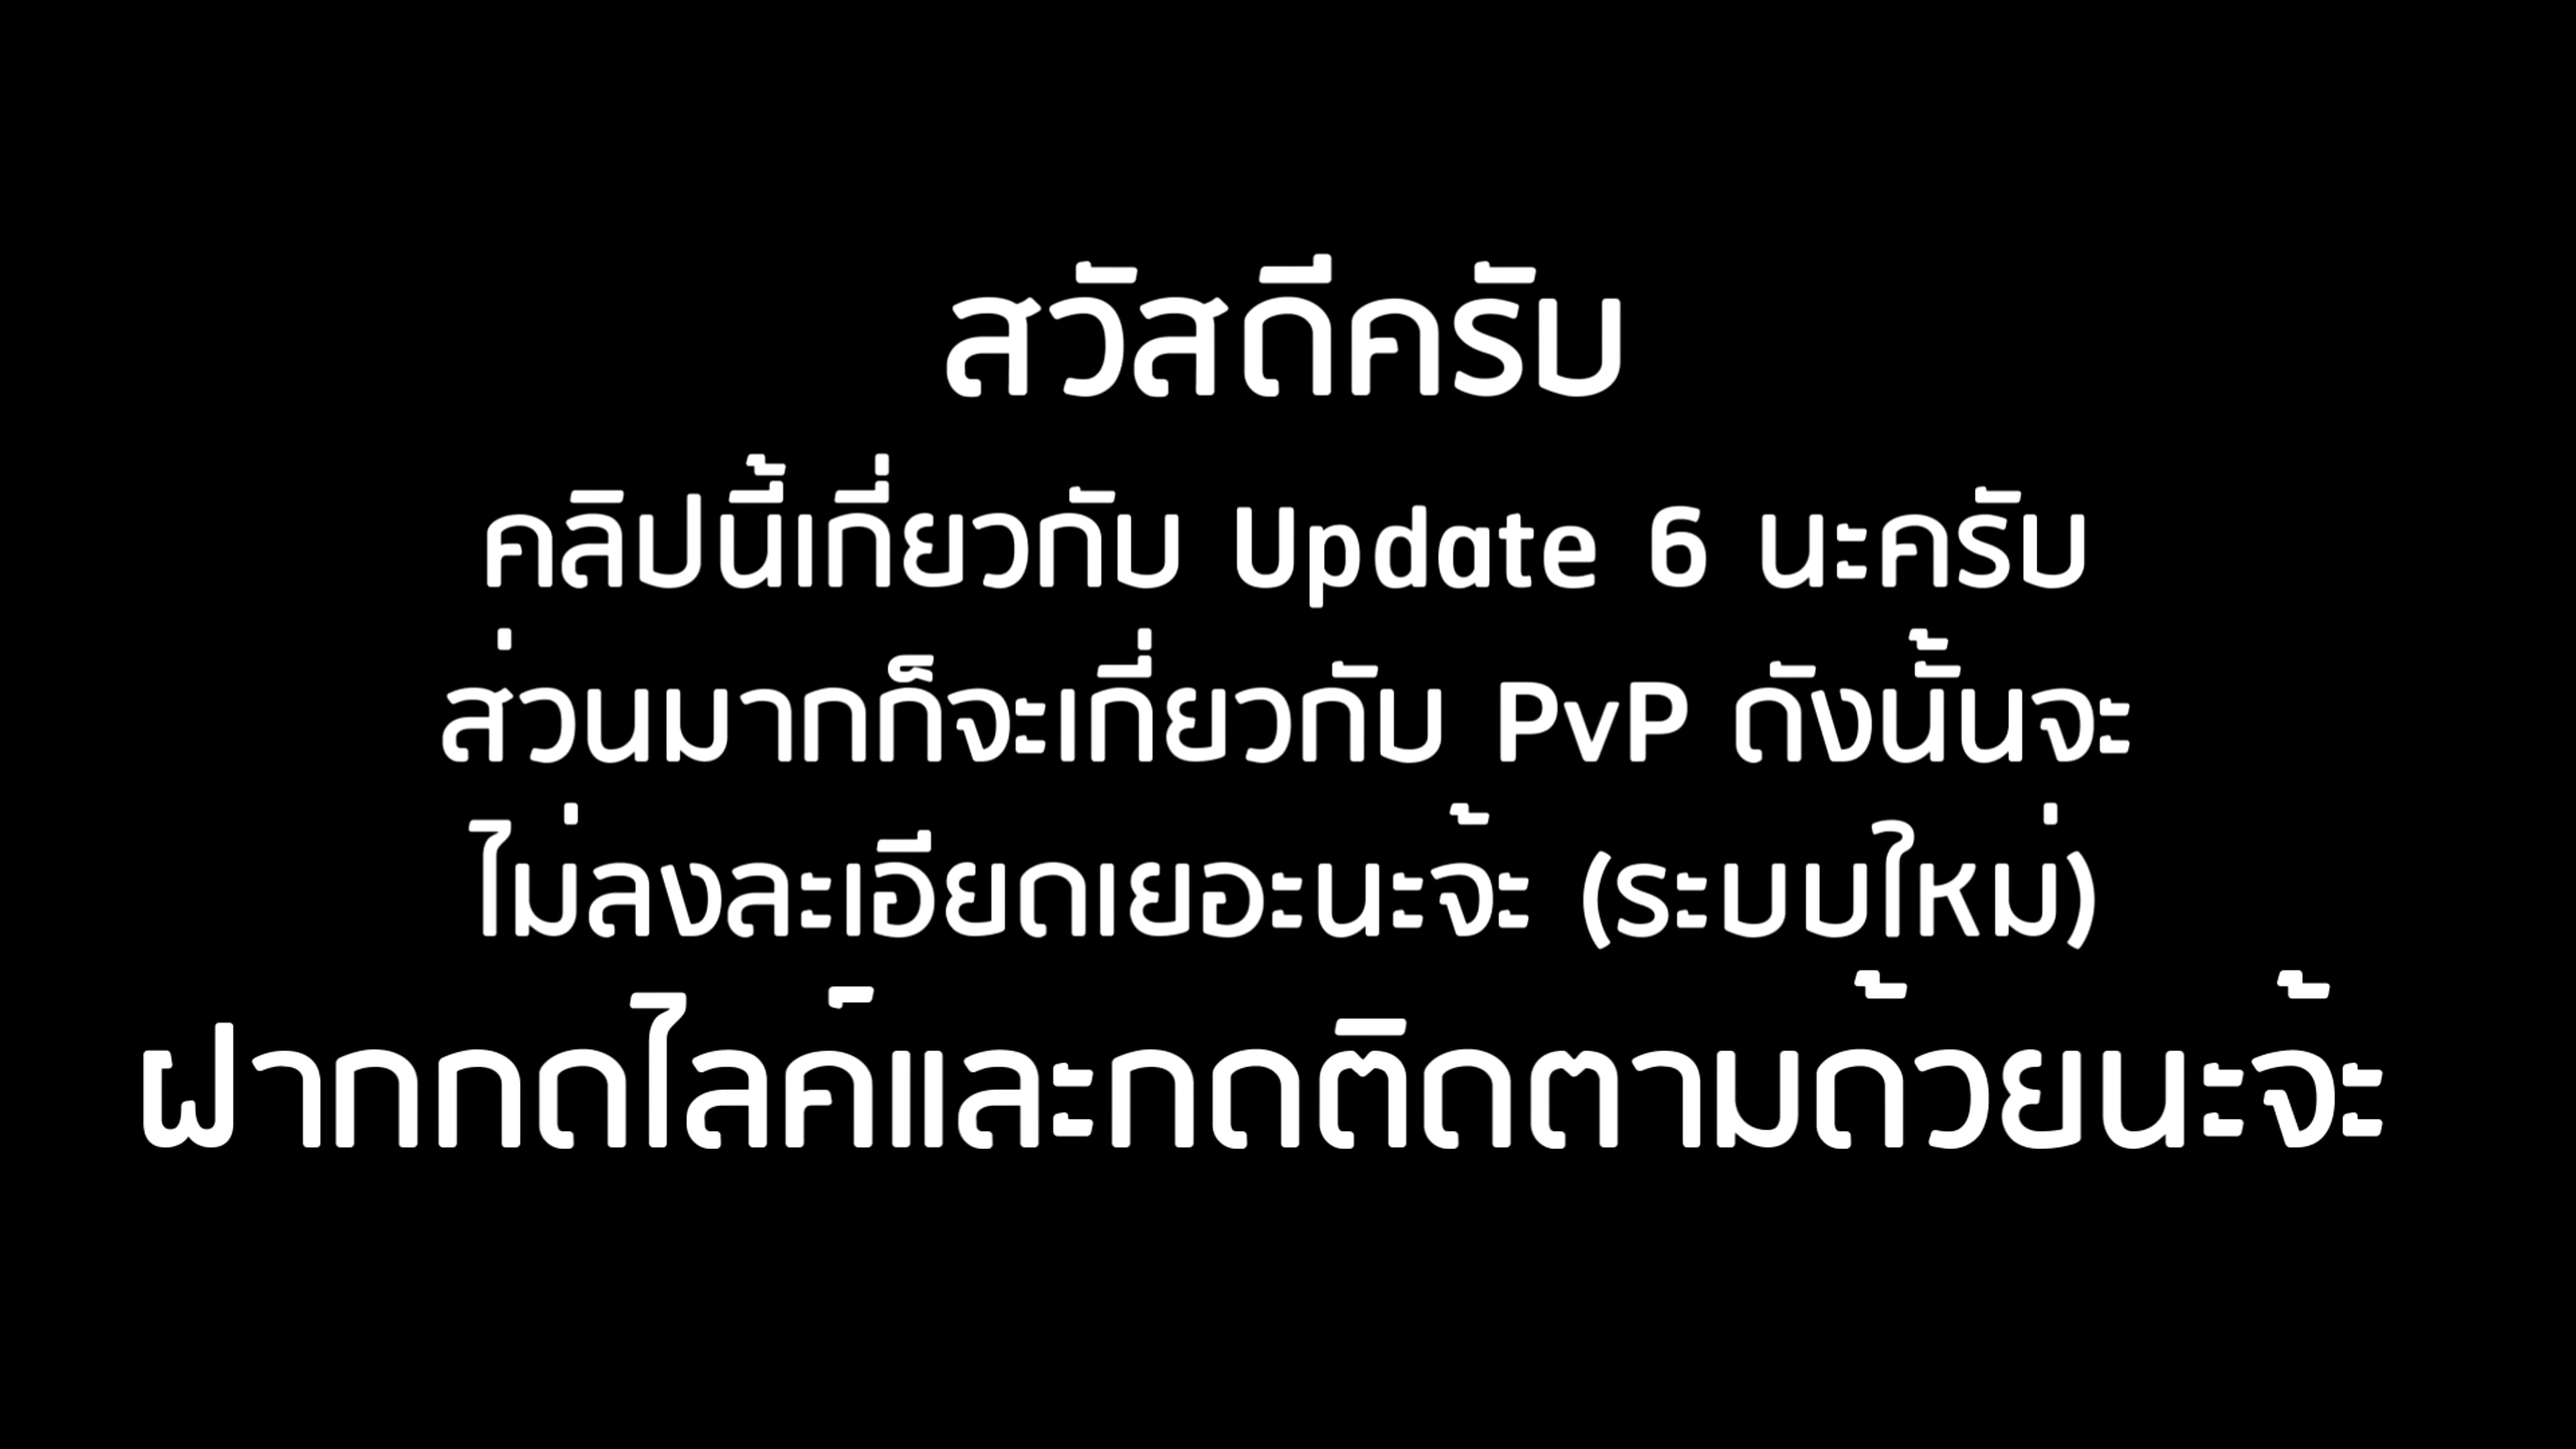 สวัสดีครับ
คลิปนี้เกี่ยวกับ Update 6 นะครับ
ส่วนมากก็จะเกี่ยวกับ PvP ดังนั้นจะ
ไม่ลงละเอียดเยอะนะจ้ะ (ระบบใหม่)
ฝากกดไลค์และกดติดตามด้วยนะจ้ะ